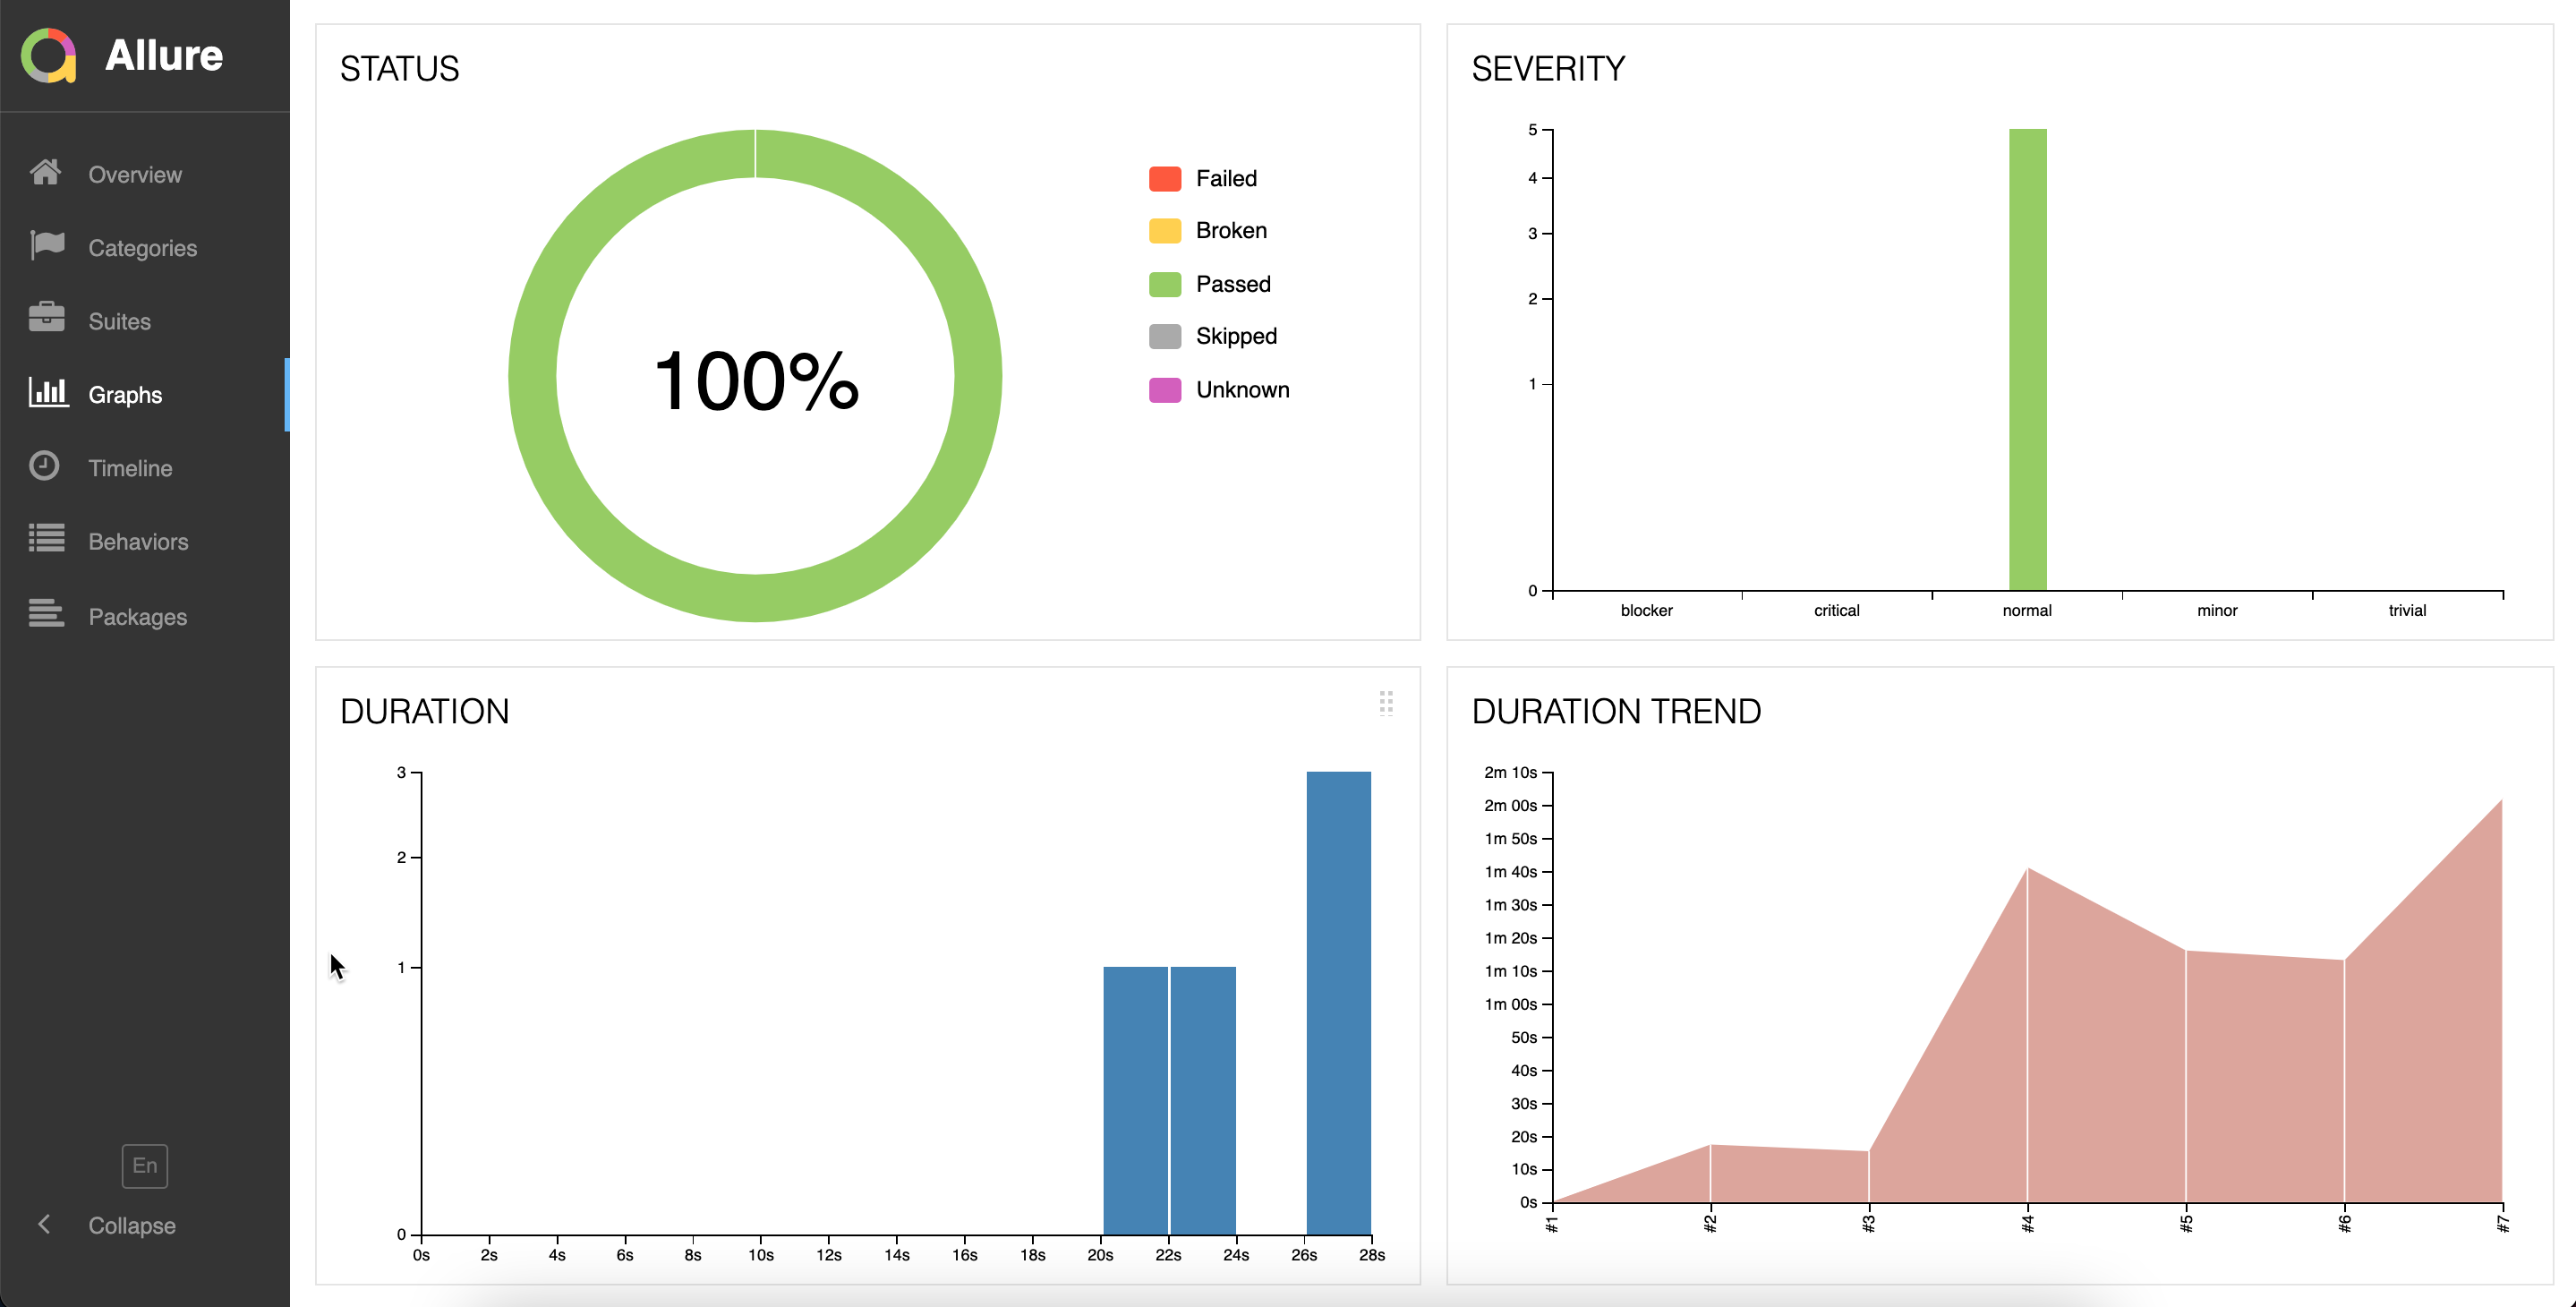 Allure
Overview
Categories
Suites
Graphs
Timeline
Behaviors
Packages
En
Collapse
STATUS
100%
Failed
Broken
Passed
Skipped
Unknown
SEVERITY
5
4
3
2
1
0
blocker critical normal minor trivial
DURATION
3
2
1
0
0s 2s 4s 6s 8s 10s 12s 14s 16s 18s 20s 22s 24s 26s 28s
DURATION TREND
2m 10s
2m 00s
1m 50s
1m 40s
1m 30s
1m 20s
1m 10s
1m 00s
50s
40s
30s
20s
10s
0s
#1 #2 #3 #4 #5 #6 #7